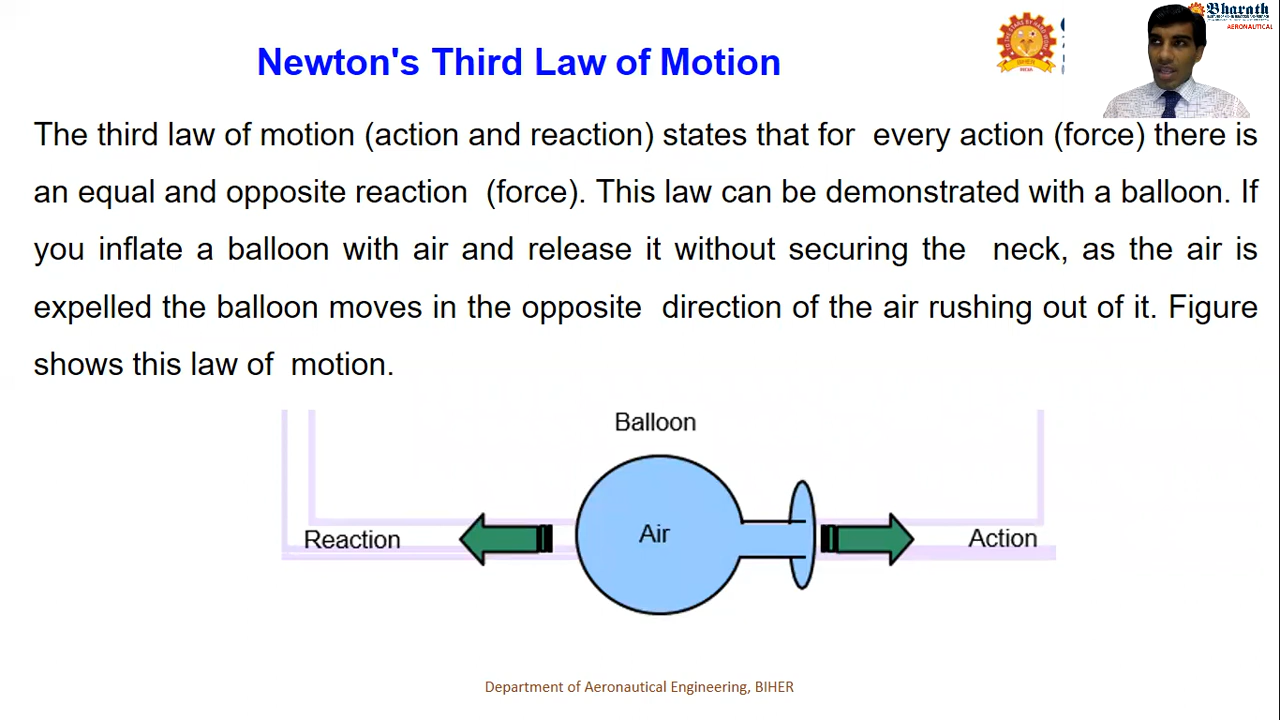 Bharath
AERONAUTICAL
BIHER
INDIA
Newton's Third Law of Motion
The third law of motion (action and reaction) states that for every action (force) there is
an equal and opposite reaction (force). This law can be demonstrated with a balloon. If
you inflate a balloon with air and release it without securing the neck, as the air is
expelled the balloon moves in the opposite direction of the air rushing out of it. Figure
shows this law of motion.
Balloon
Reaction
Air
Action
Department of Aeronautical Engineering, BIHER